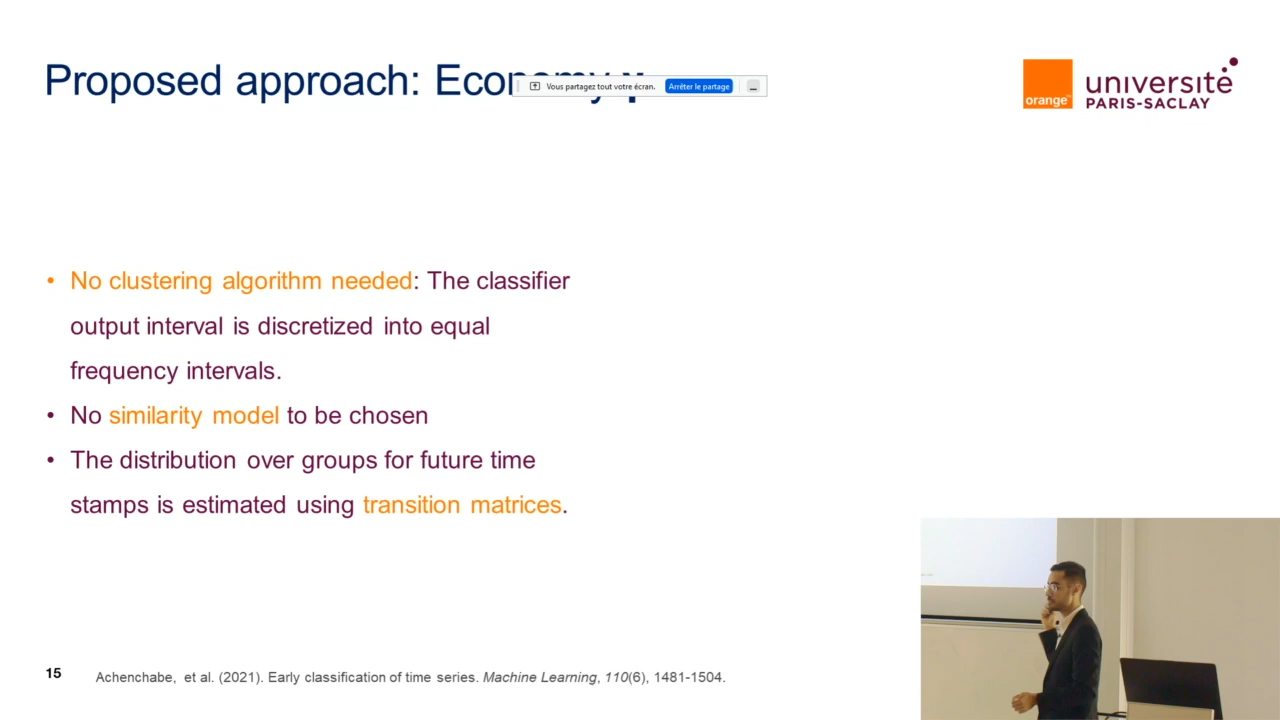 Proposed approach: Economy
Vous partagez tout votre écran. Arrêter le partage
orange™
université
PARIS-SACLAY
• No clustering algorithm needed: The classifier
output interval is discretized into equal
frequency intervals.
• No similarity model to be chosen
• The distribution over groups for future time
stamps is estimated using transition matrices.
15
Achenchabe, et al. (2021). Early classification of time series. Machine Learning, 110(6), 1481-1504.